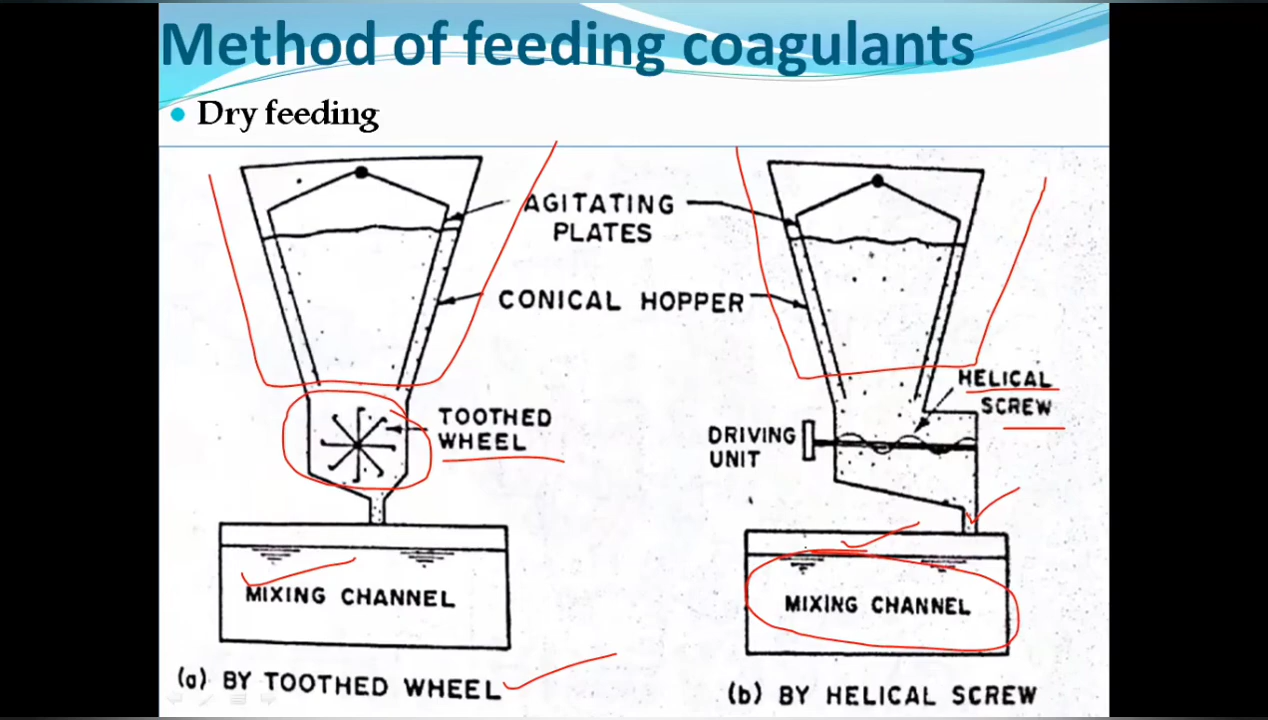 Method of feeding coagulants
Dry feeding
AGITATING
PLATES
CONICAL HOPPER
HELICAL
SCREW
TOOTHED
WHEEL
DRIVING
UNIT
MIXING CHANNEL
MIXING CHANNEL
(a) BY TOOTHED WHEEL
(b) BY HELICAL SCREW